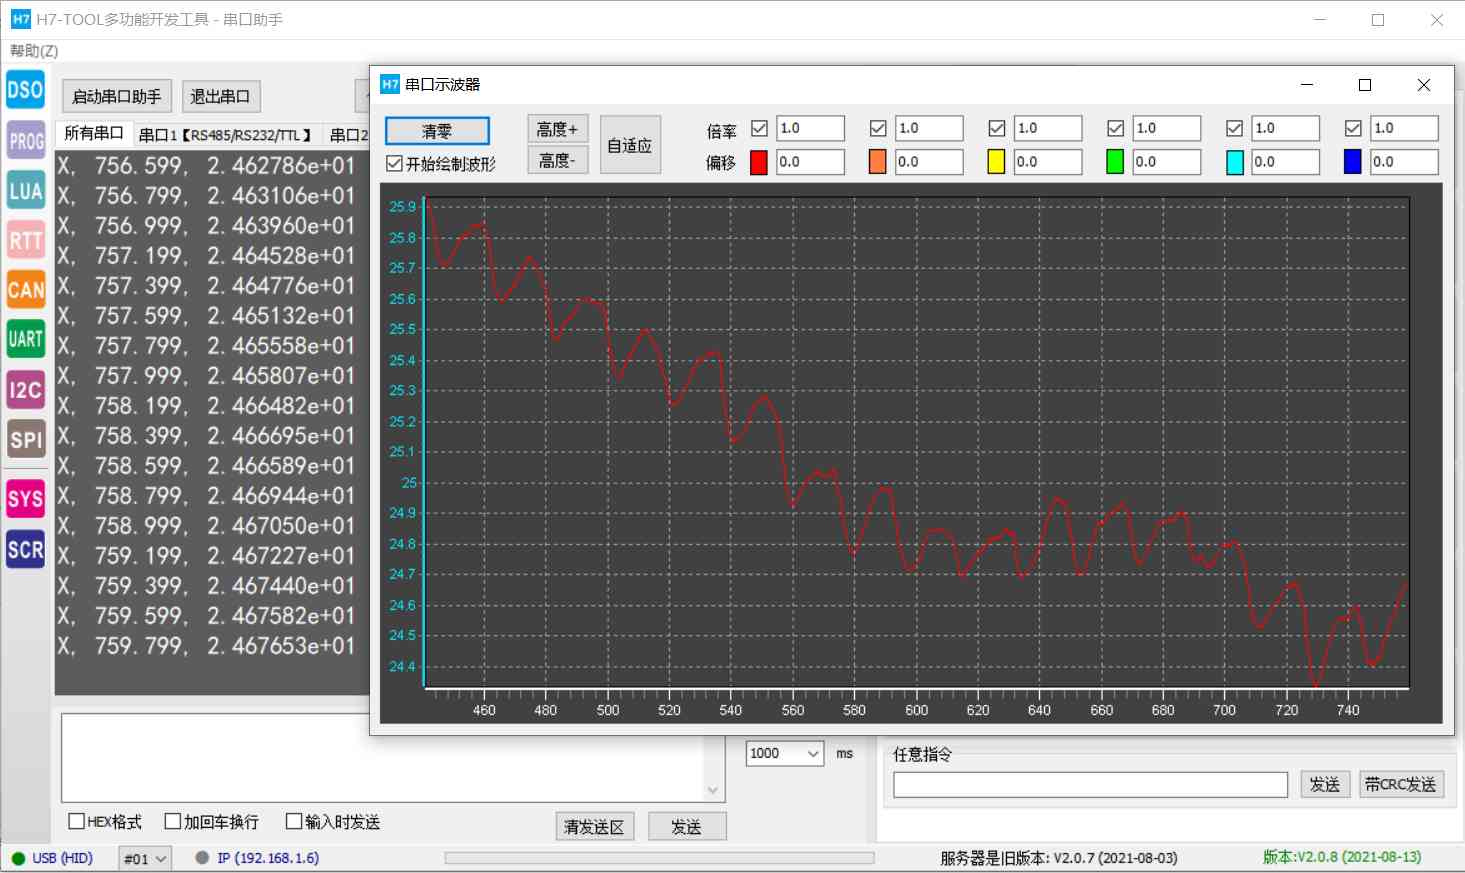 H7 H7-TOOL多功能开发工具 - 串口助手
帮助(Z)
DSO
PROG
LUA
RTT
CAN
UART
I2C
SPI
SYS
SCR
启动串口助手 退出串口
所有串口 串口1【RS485/RS232/TTL】 串口2
X, 756.599, 2.462786e+01
X, 756.799, 2.463106e+01
X, 756.999, 2.463960e+01
X, 757.199, 2.464528e+01
X, 757.399, 2.464776e+01
X, 757.599, 2.465132e+01
X, 757.799, 2.465558e+01
X, 757.999, 2.465807e+01
X, 758.199, 2.466482e+01
X, 758.399, 2.466695e+01
X, 758.599, 2.466589e+01
X, 758.799, 2.466944e+01
X, 758.999, 2.467050e+01
X, 759.199, 2.467227e+01
X, 759.399, 2.467440e+01
X, 759.599, 2.467582e+01
X, 759.799, 2.467653e+01
H7 串口示波器
清零 高度+ 自适应 倍率 1.0 1.0 1.0 1.0 1.0 1.0
开始绘制波形 高度- 偏移 0.0 0.0 0.0 0.0 0.0 0.0
25.9
25.8
25.7
25.6
25.5
25.4
25.3
25.2
25.1
25
24.9
24.8
24.7
24.6
24.5
24.4
460 480 500 520 540 560 580 600 620 640 660 680 700 720 740
1000 ms
任意指令
发送 带CRC发送
HEX格式 加回车换行 输入时发送 清发送区 发送
USB (HID) #01 IP (192.168.1.6) 服务器是旧版本: V2.0.7 (2021-08-03) 版本:V2.0.8 (2021-08-13)